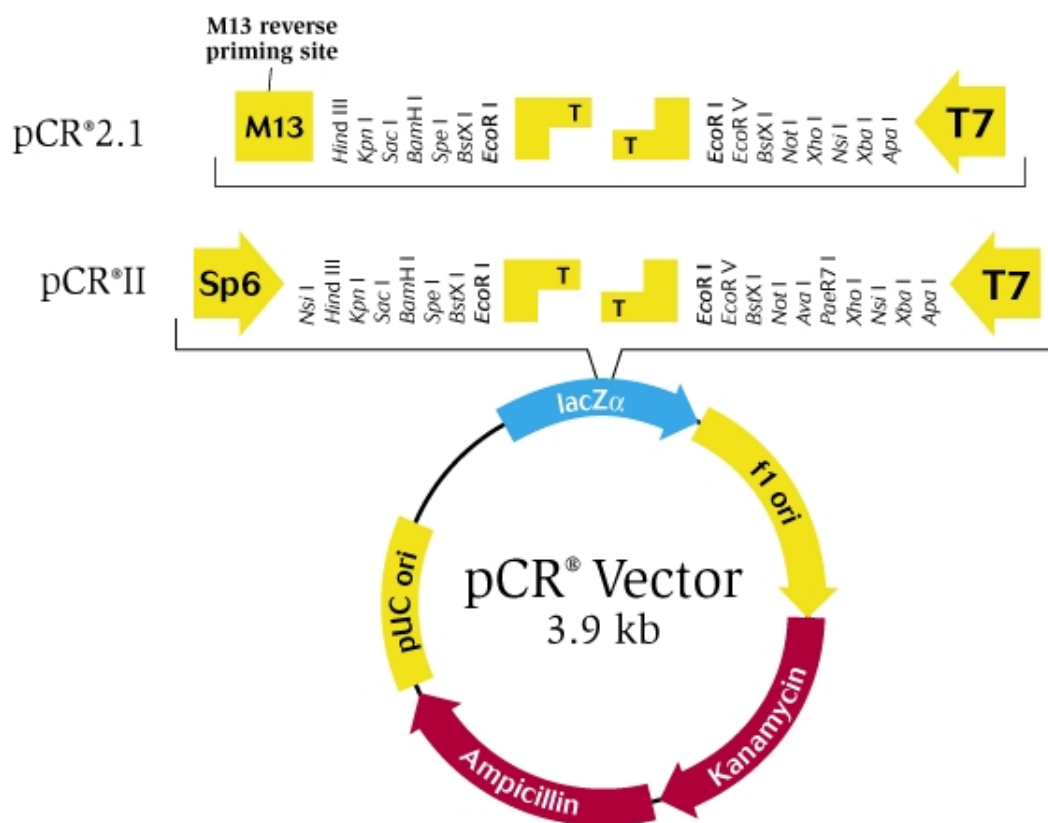 M13 reverse
priming site
pCR®2.1
M13
Hind III
Kpn I
Sac I
BamH I
Spe I
BstX I
EcoR I
T
T
EcoR I
EcoR V
BstX I
Not I
Xho I
Nsi I
Xba I
Apa I
T7
pCR®II
Sp6
Nsi I
Hind III
Kpn I
Sac I
BamH I
Spe I
BstX I
EcoR I
T
T
EcoR I
EcoR V
BstX I
Not I
Ava I
PaeR7 I
Xho I
Nsi I
Xba I
Apa I
T7
lacZα
f1 ori
pUC ori
pCR® Vector
3.9 kb
Kanamycin
Ampicillin